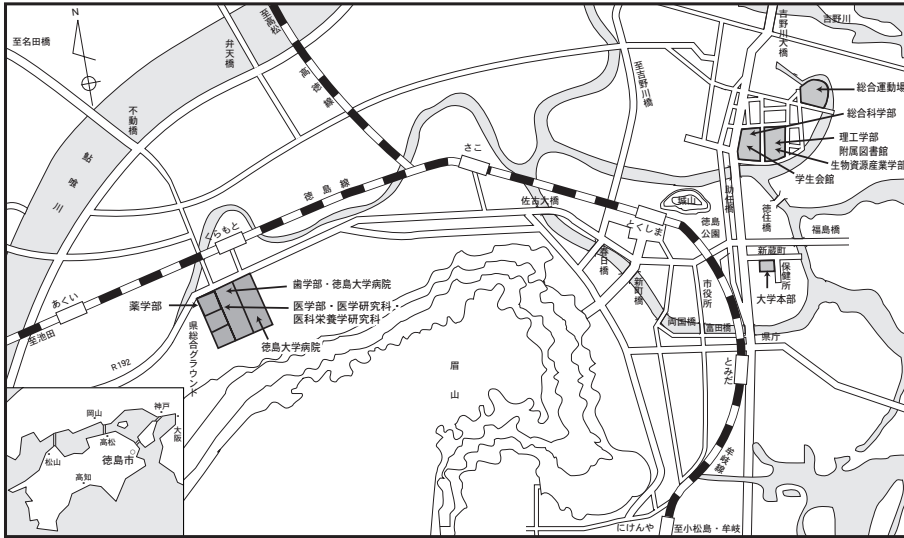 N
至名田橋
弁天橋
至高松
高徳線
不動橋
鮎喰川
至吉野川橋
吉野川大橋
吉野川
総合運動場
総合科学部
理工学部
附属図書館
生物資源産業学部
学生会館
さこ
徳島線
くらもと
佐古大橋
城山
とくしま
徳島公園
助任橋
徳住橋
福島橋
新蔵町
保健所
大学本部
春日橋
新町橋
市役所
両国橋
富田橋
県庁
とみだ
あくい
至池田
薬学部
歯学部・徳島大学病院
医学部・医学研究科・
医科栄養学研究科
徳島大学病院
県総合グラウンド
R192
眉山
牟岐線
にけんや
至小松島・牟岐
岡山
神戸
大阪
高松
松山
徳島市
高知